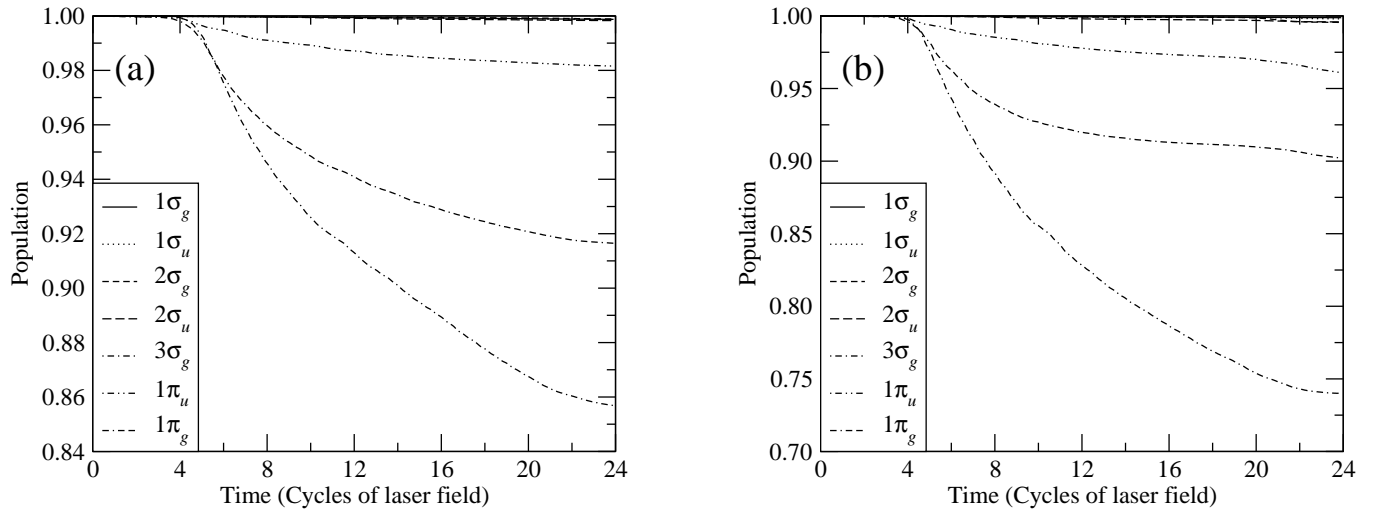 (a)
Population
1.00
0.98
0.96
0.94
0.92
0.90
0.88
0.86
0.84
1σg
1σu
2σg
2σu
3σg
1πu
1πg
0 4 8 12 16 20 24
Time (Cycles of laser field)
(b)
Population
1.00
0.95
0.90
0.85
0.80
0.75
0.70
1σg
1σu
2σg
2σu
3σg
1πu
1πg
0 4 8 12 16 20 24
Time (Cycles of laser field)